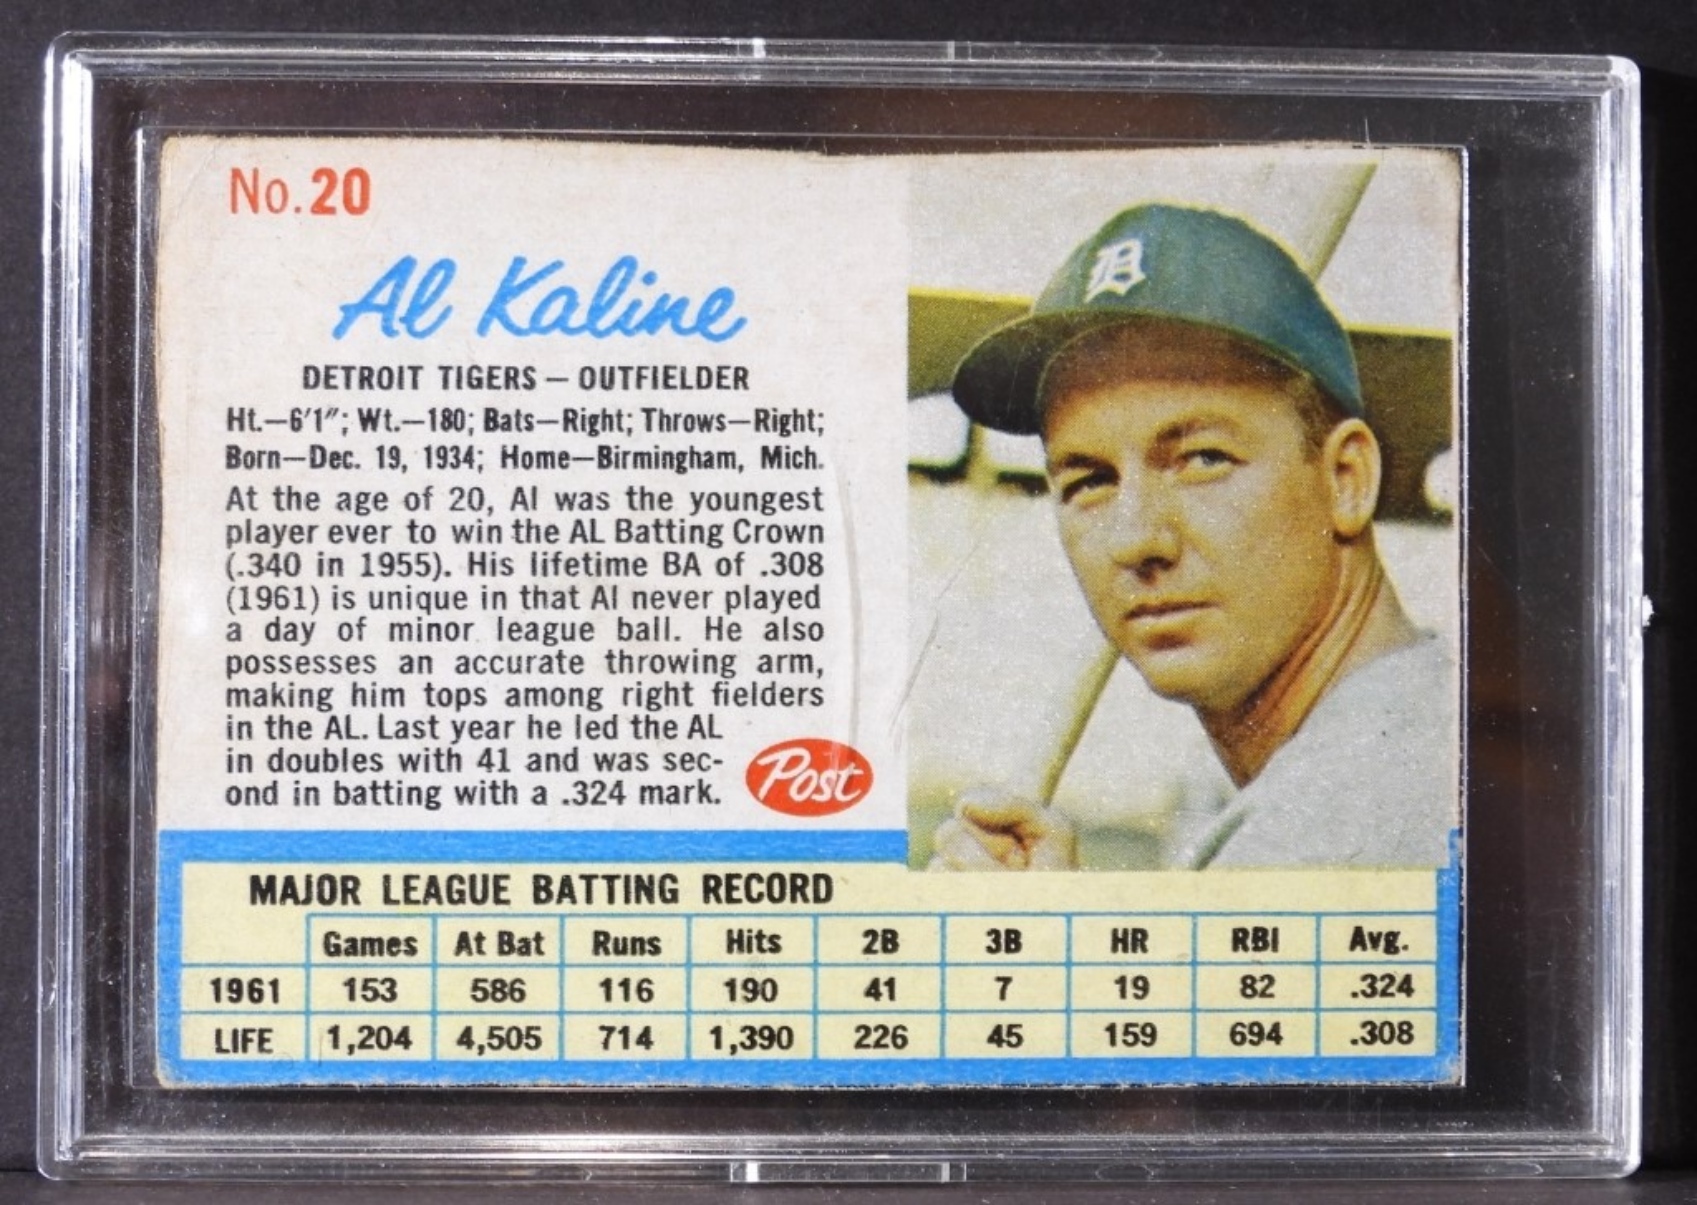 No. 20
Al Kaline
DETROIT TIGERS – OUTFIELDER
Ht.–6'1"; Wt.–180; Bats–Right; Throws–Right;
Born–Dec. 19, 1934; Home–Birmingham, Mich.
At the age of 20, Al was the youngest
player ever to win the AL Batting Crown
(.340 in 1955). His lifetime BA of .308
(1961) is unique in that Al never played
a day of minor league ball. He also
possesses an accurate throwing arm,
making him tops among right fielders
in the AL. Last year he led the AL
in doubles with 41 and was sec-
ond in batting with a .324 mark.
Post
D
MAJOR LEAGUE BATTING RECORD
Games At Bat Runs Hits 2B 3B HR RBI Avg.
1961 153 586 116 190 41 7 19 82 .324
LIFE 1,204 4,505 714 1,390 226 45 159 694 .308